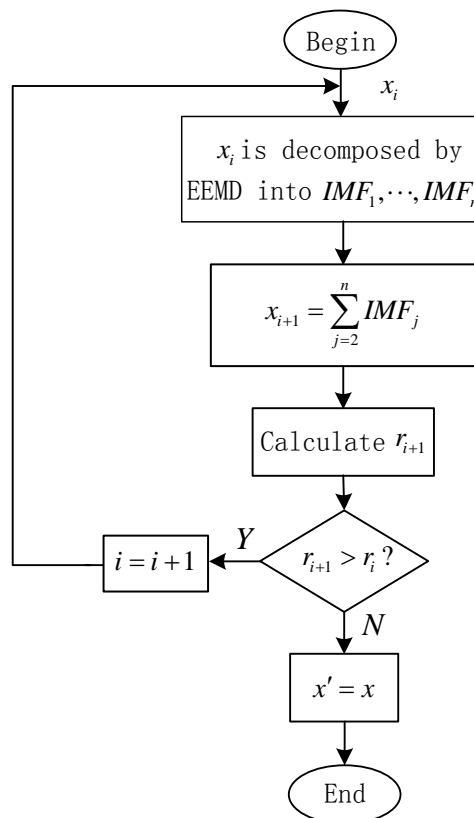 Begin
x_i
x_i is decomposed by
EEMD into IMF_1,⋯,IMF_n
x_{i+1} = \sum_{j=2}^{n} IMF_j
Calculate r_{i+1}
Y
i = i + 1
r_{i+1} > r_i ?
N
x′ = x
End